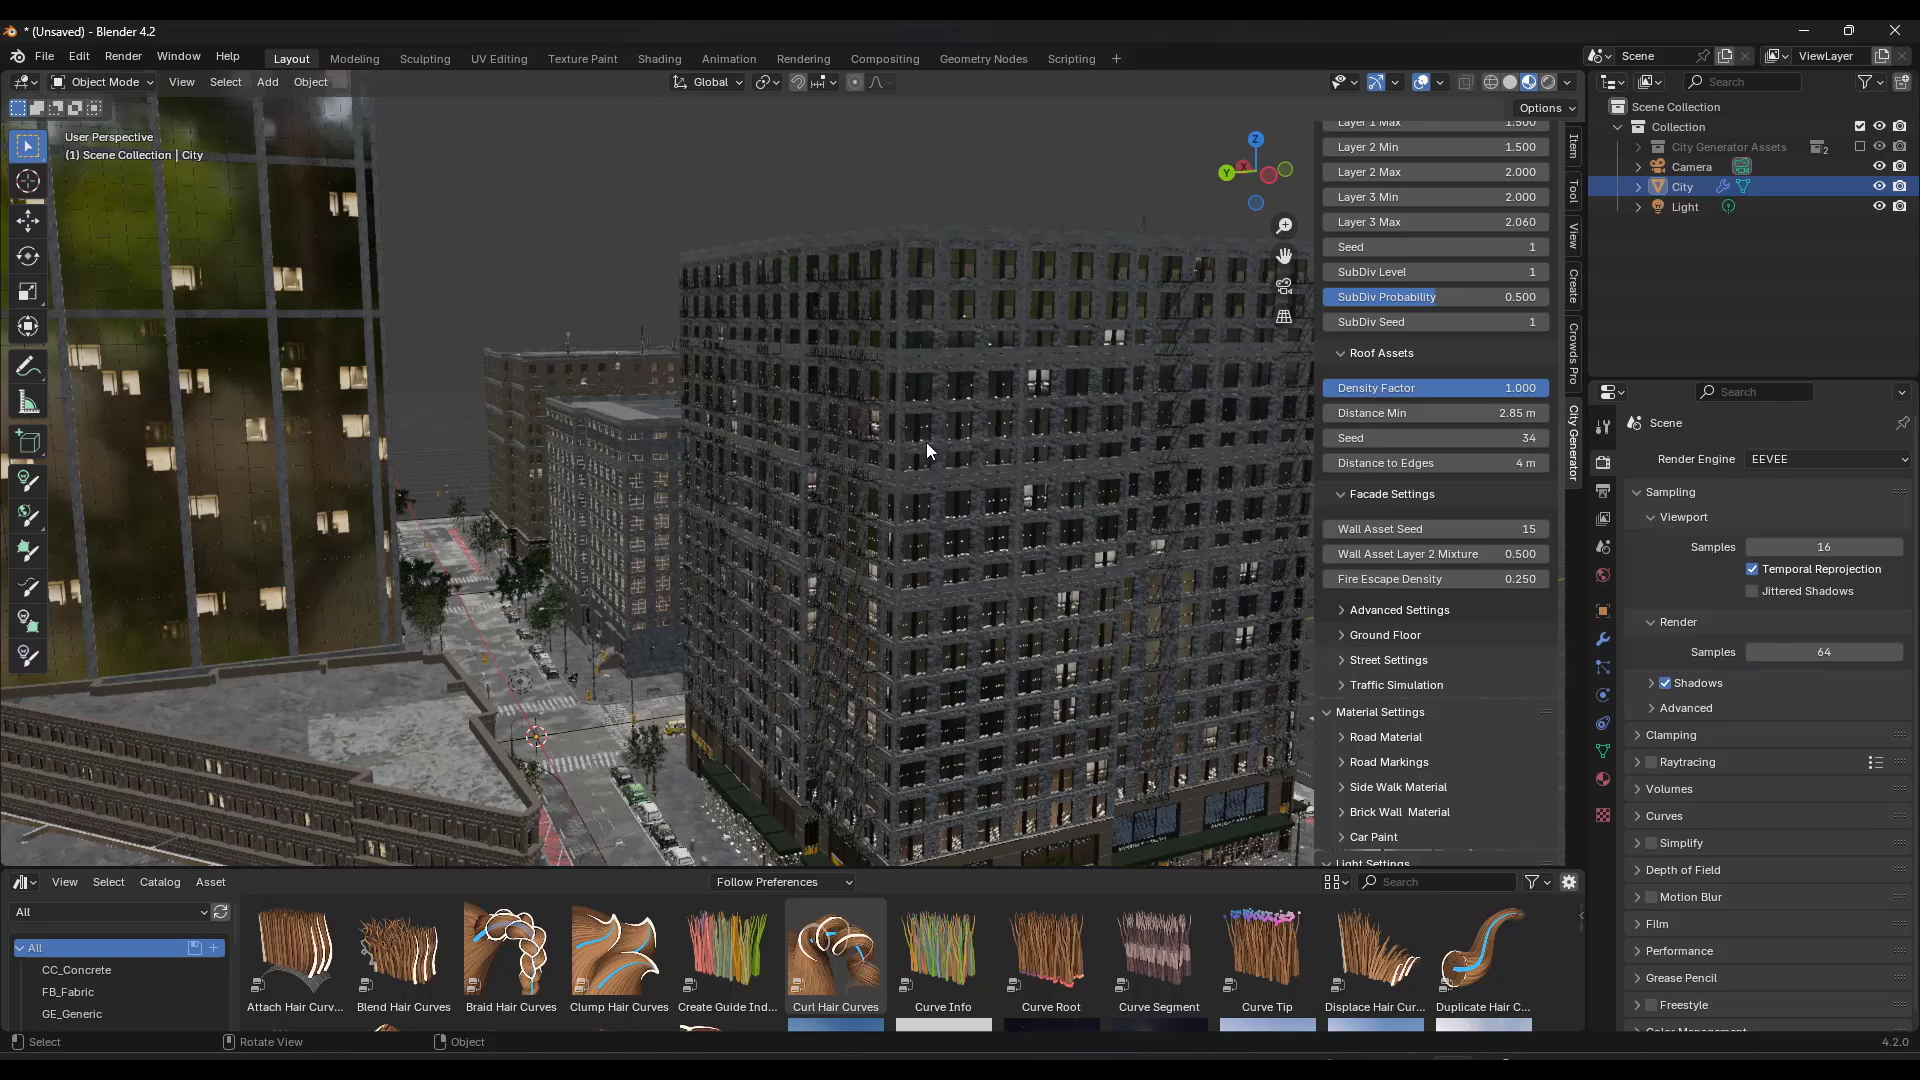 * (Unsaved) - Blender 4.2
File Edit Render Window Help
Layout Modeling Sculpting UV Editing Texture Paint Shading Animation Rendering Compositing Geometry Nodes Scripting +
Scene
ViewLayer
Object Mode View Select Add Object
Global
Options
User Perspective
(1) Scene Collection | City
Z
Y
X
Layer 1 Max 1.500
Layer 2 Min 1.500
Layer 2 Max 2.000
Layer 3 Min 2.000
Layer 3 Max 2.060
Seed 1
SubDiv Level 1
SubDiv Probability 0.500
SubDiv Seed 1
Roof Assets
Density Factor 1.000
Distance Min 2.85 m
Seed 34
Distance to Edges 4 m
Facade Settings
Wall Asset Seed 15
Wall Asset Layer 2 Mixture 0.500
Fire Escape Density 0.250
Advanced Settings
Ground Floor
Street Settings
Traffic Simulation
Material Settings
Road Material
Road Markings
Side Walk Material
Brick Wall Material
Car Paint
Light Settings
Item
Tool
View
Create
Crowds Pro
City Generator
Search
Scene Collection
Collection
City Generator Assets 2
Camera
City
Light
Search
Scene
Render Engine EEVEE
Sampling
Viewport
Samples 16
Temporal Reprojection
Jittered Shadows
Render
Samples 64
Shadows
Advanced
Clamping
Raytracing
Volumes
Curves
Simplify
Depth of Field
Motion Blur
Film
Performance
Grease Pencil
Freestyle
Color Management
View Select Catalog Asset
Follow Preferences
Search
All
All
CC_Concrete
FB_Fabric
GE_Generic
Attach Hair Curv... Blend Hair Curves Braid Hair Curves Clump Hair Curves Create Guide Ind... Curl Hair Curves Curve Info Curve Root Curve Segment Curve Tip Displace Hair Cur... Duplicate Hair C...
Select Rotate View Object
4.2.0